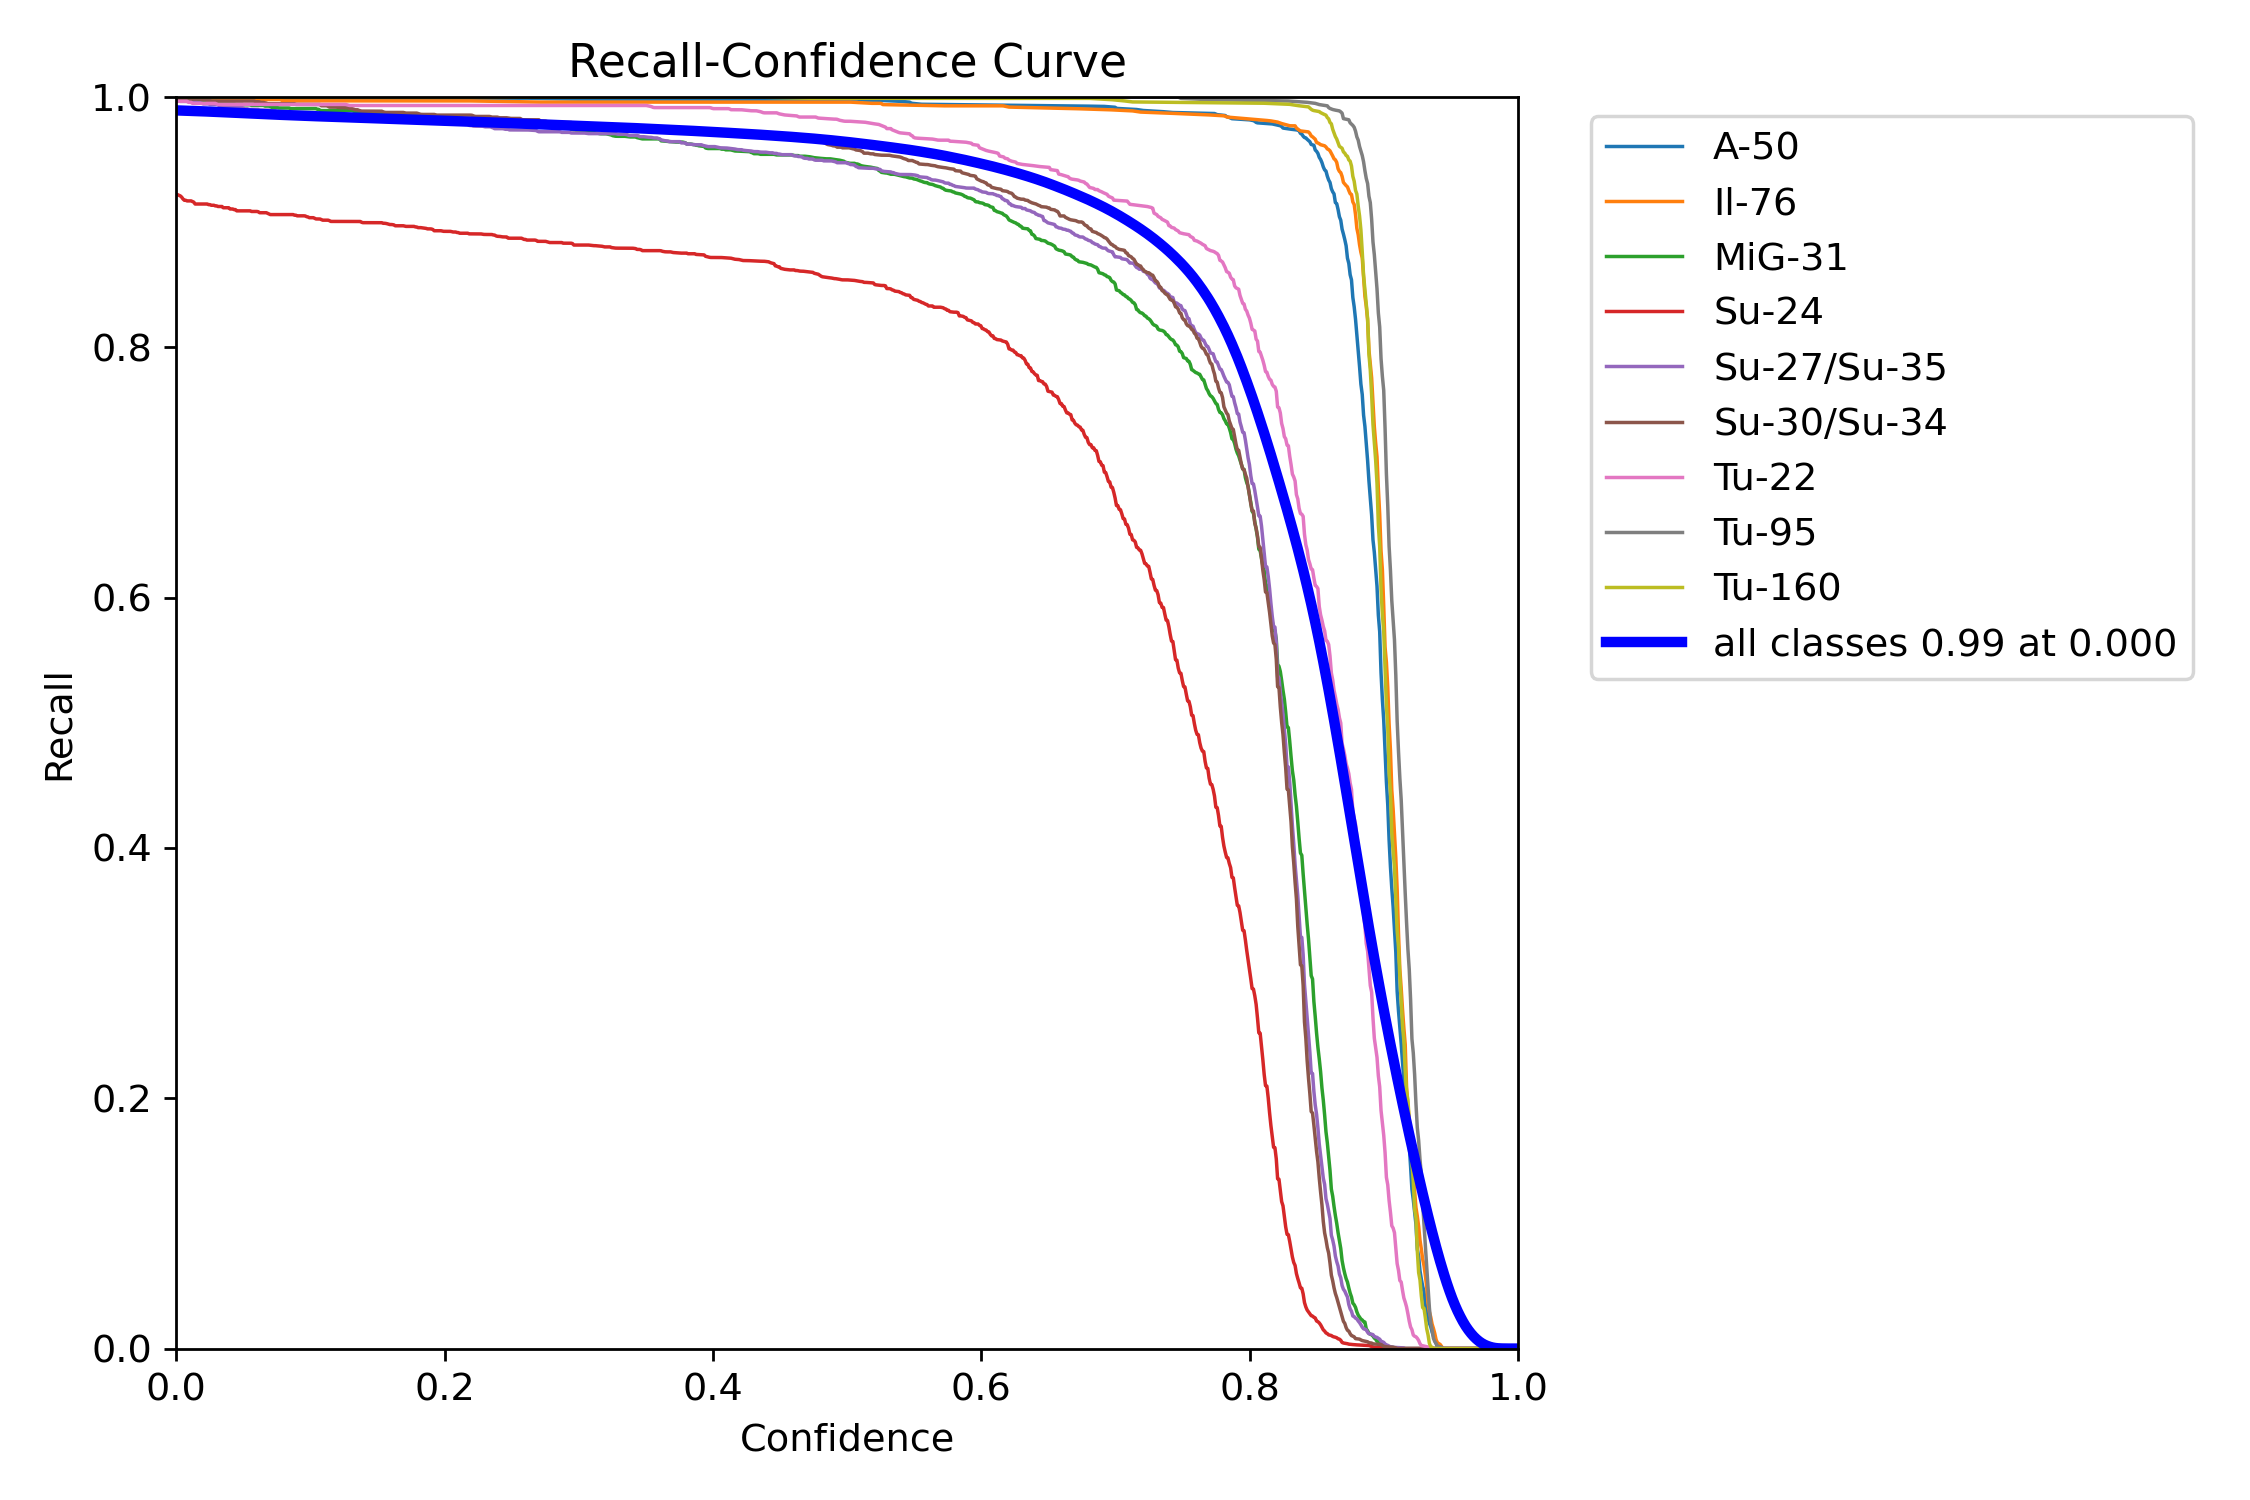 Recall-Confidence Curve
1.0
0.8
0.6
0.4
0.2
0.0
Recall
0.0 0.2 0.4 0.6 0.8 1.0
Confidence
A-50
Il-76
MiG-31
Su-24
Su-27/Su-35
Su-30/Su-34
Tu-22
Tu-95
Tu-160
all classes 0.99 at 0.000